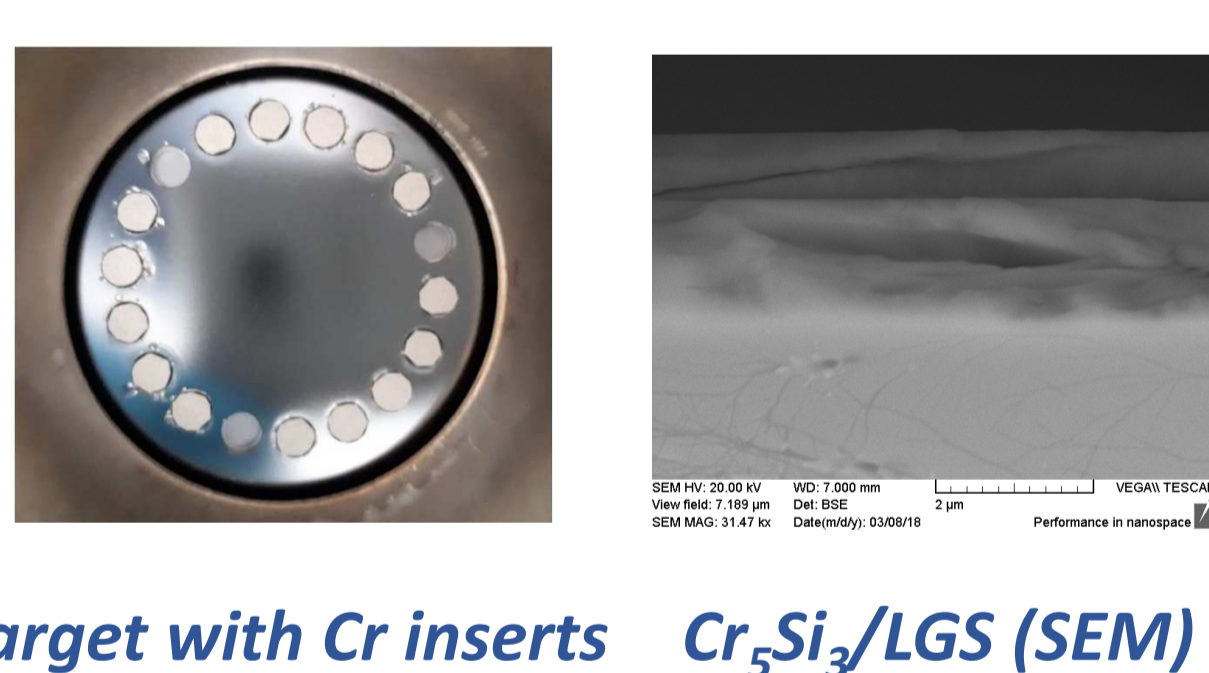 SEM HV: 20.00 kV WD: 7.000 mm VEGA\\ TESCA
View field: 7.189 µm Det: BSE 2 µm
SEM MAG: 31.47 kx Date(m/d/y): 03/08/18 Performance in nanospace
arget with Cr inserts Cr₅Si₃/LGS (SEM)